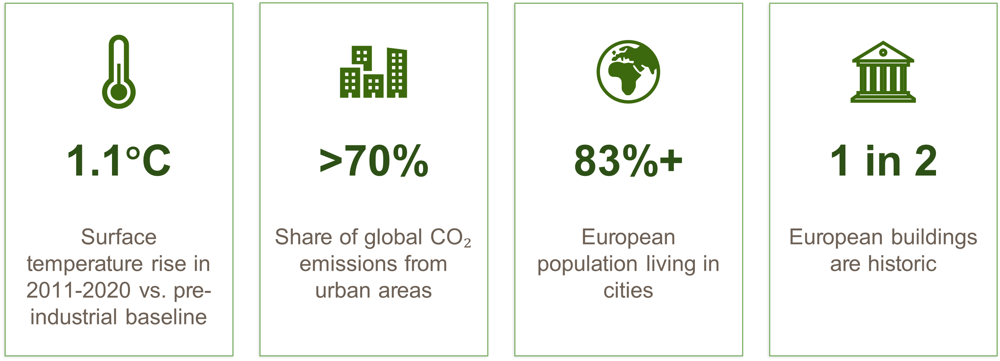 1.1°C
Surface
temperature rise in
2011-2020 vs. pre-
industrial baseline
>70%
Share of global CO₂
emissions from
urban areas
83%+
European
population living in
cities
1 in 2
European buildings
are historic